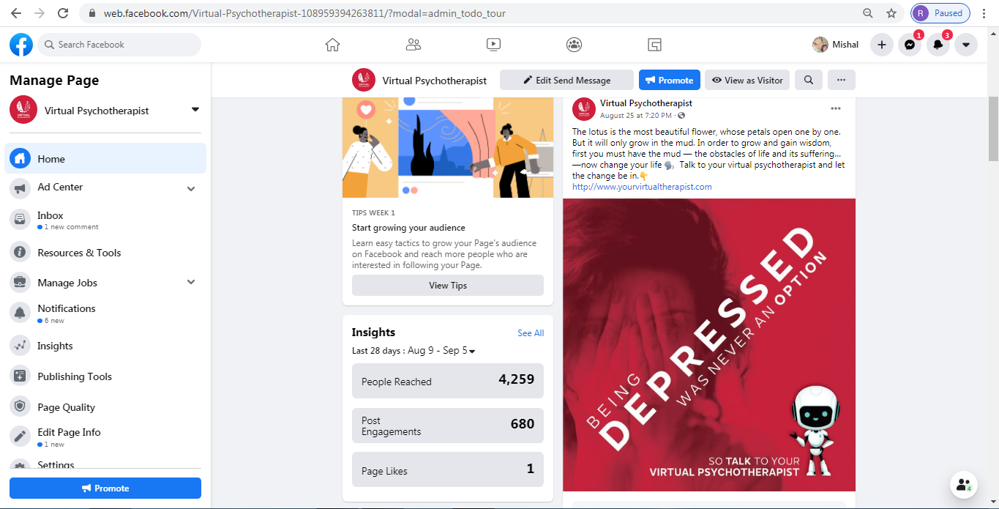 web.facebook.com/Virtual-Psychotherapist-108959394263811/?modal=admin_todo_tour
R Paused
Search Facebook
Mishal
1
3
Manage Page
Virtual Psychotherapist
Home
Ad Center
Inbox
1 new comment
Resources & Tools
Manage Jobs
Notifications
6 new
Insights
Publishing Tools
Page Quality
Edit Page Info
1 new
Settings
Promote
Virtual Psychotherapist
Edit Send Message
Promote
View as Visitor
TIPS WEEK 1
Start growing your audience
Learn easy tactics to grow your Page's audience
on Facebook and reach more people who are
interested in following your Page.
View Tips
Insights
See All
Last 28 days : Aug 9 - Sep 5
People Reached
4,259
Post
Engagements
680
Page Likes
1
Virtual Psychotherapist
August 25 at 7:20 PM ·
The lotus is the most beautiful flower, whose petals open one by one.
But it will only grow in the mud. In order to grow and gain wisdom,
first you must have the mud — the obstacles of life and its suffering...
—now change your life 🗣️ Talk to your virtual psychotherapist and let
the change be in.👇
http://www.yourvirtualtherapist.com
BEING
DEPRESSED
WAS NEVER AN OPTION
SO TALK TO YOUR
VIRTUAL PSYCHOTHERAPIST
4